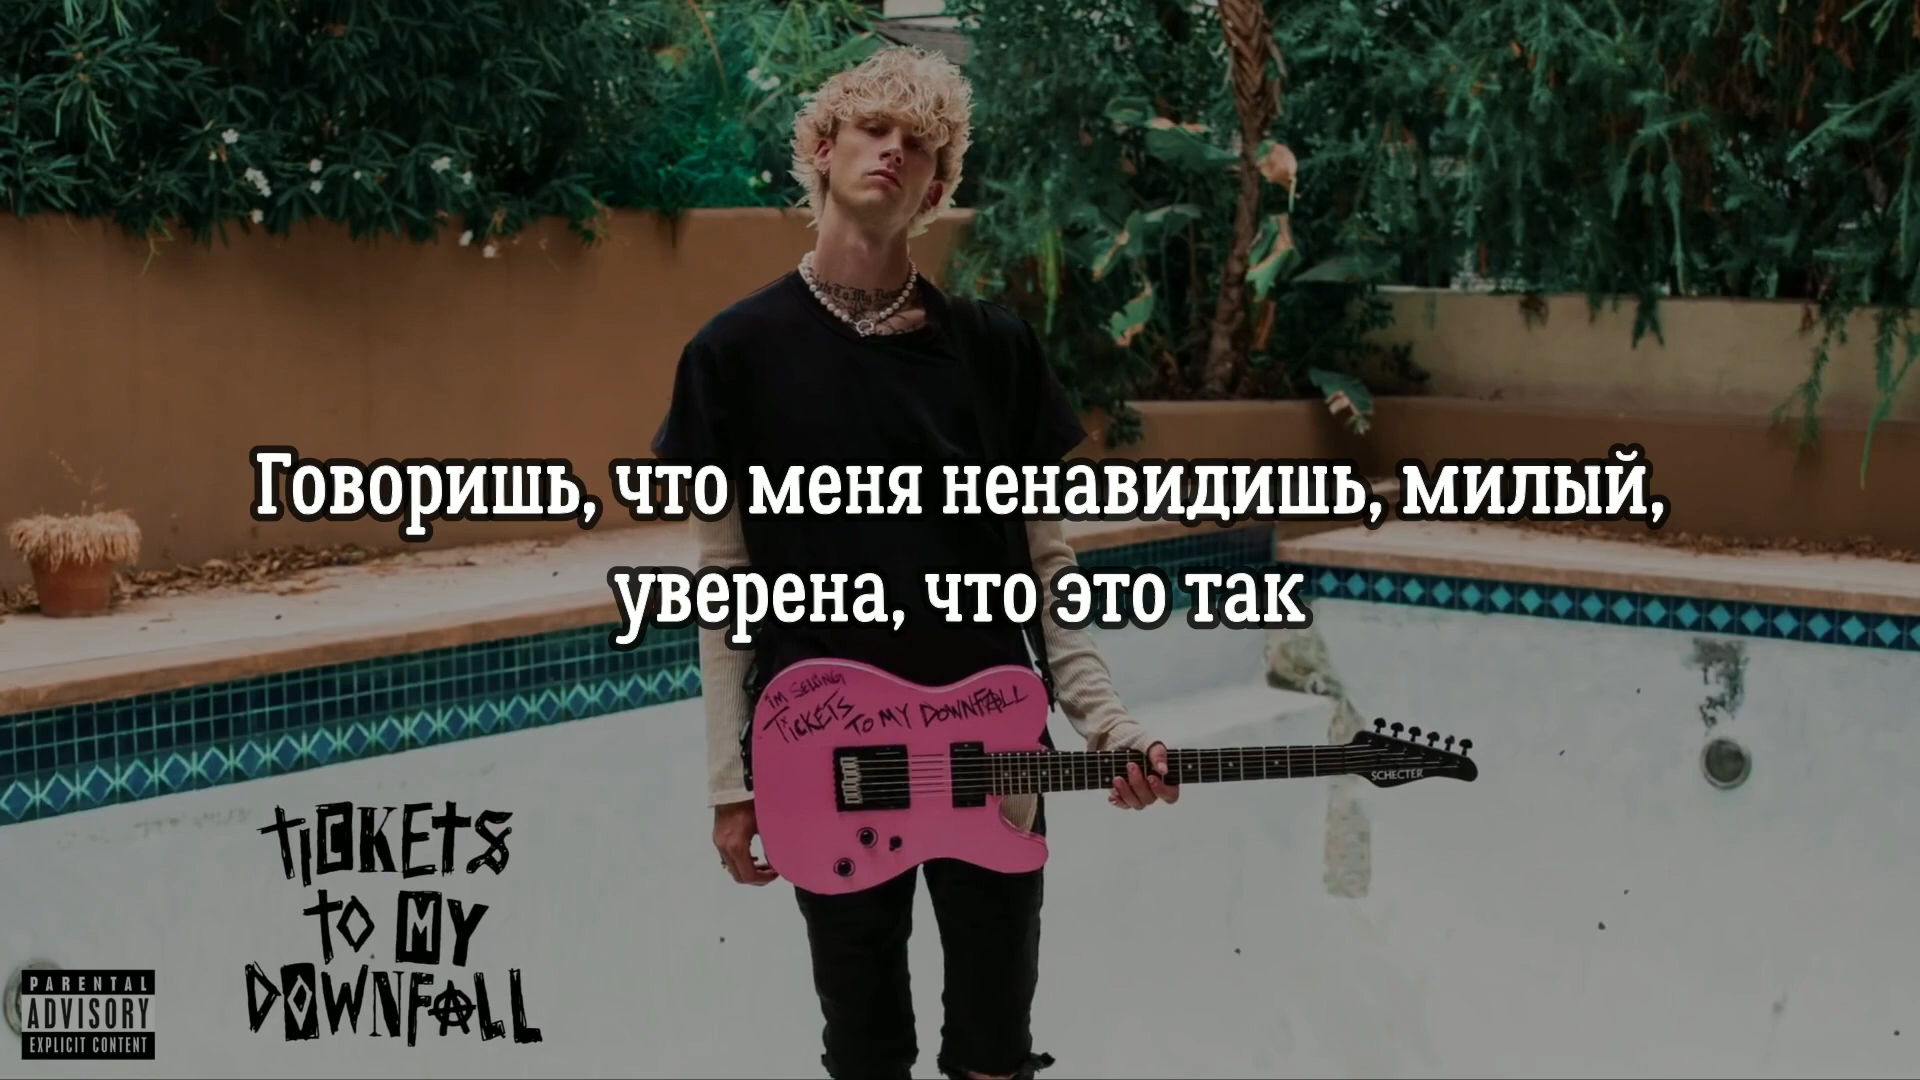 Говоришь, что меня ненавидишь, милый,
уверена, что это так
I'M SELLING
TICKETS TO MY DOWNFALL
SCHECTER
TICKETS
TO MY
DOWNFALL
PARENTAL
ADVISORY
EXPLICIT CONTENT